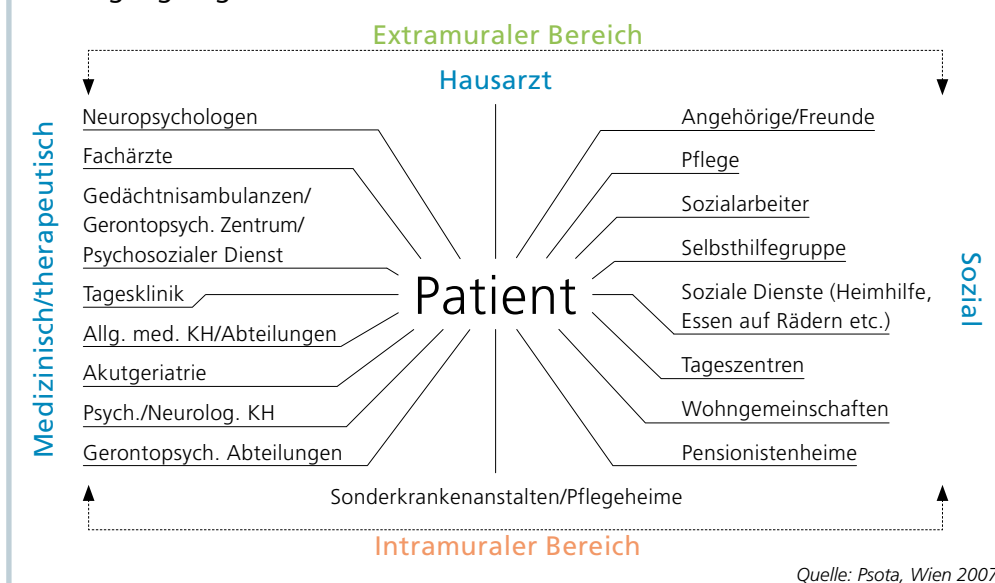 Extramuraler Bereich
Hausarzt
Medizinisch/therapeutisch
Neuropsychologen
Fachärzte
Gedächtnisambulanzen/
Gerontopsych. Zentrum/
Psychosozialer Dienst
Tagesklinik
Allg. med. KH/Abteilungen
Akutgeriatrie
Psych./Neurolog. KH
Gerontopsych. Abteilungen
Patient
Angehörige/Freunde
Pflege
Sozialarbeiter
Selbsthilfegruppe
Soziale Dienste (Heimhilfe,
Essen auf Rädern etc.)
Tageszentren
Wohngemeinschaften
Pensionistenheime
Sozial
Sonderkrankenanstalten/Pflegeheime
Intramuraler Bereich
Quelle: Psota, Wien 2007